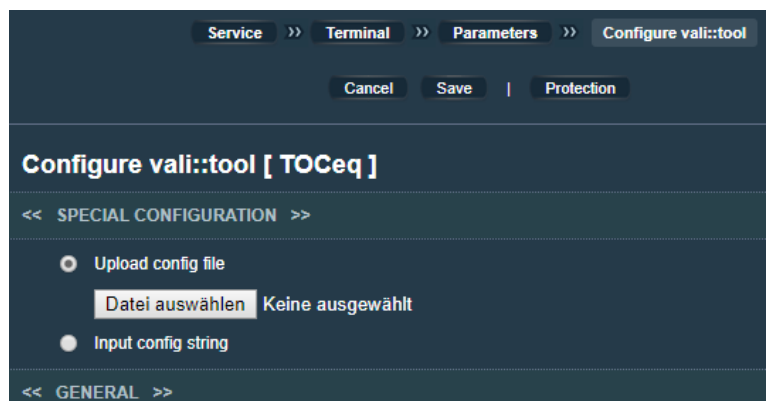 Service >> Terminal >> Parameters >> Configure vali::tool
Cancel Save | Protection
Configure vali::tool [ TOCeq ]
<< SPECIAL CONFIGURATION >>
Upload config file
Datei auswählen Keine ausgewählt
Input config string
<< GENERAL >>